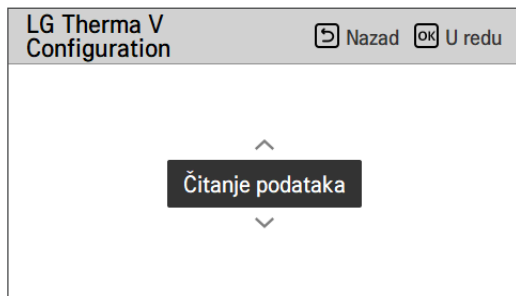 LG Therma V
Configuration
Nazad
OK U redu
Čitanje podataka